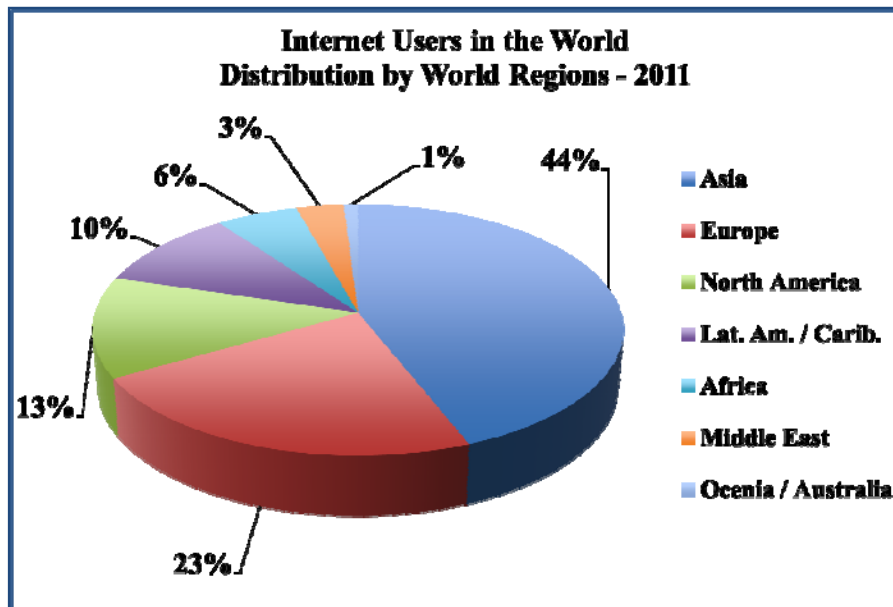 Internet Users in the World
Distribution by World Regions - 2011
3%
1%
44%
6%
10%
13%
23%
Asia
Europe
North America
Lat. Am. / Carib.
Africa
Middle East
Ocenia / Australia